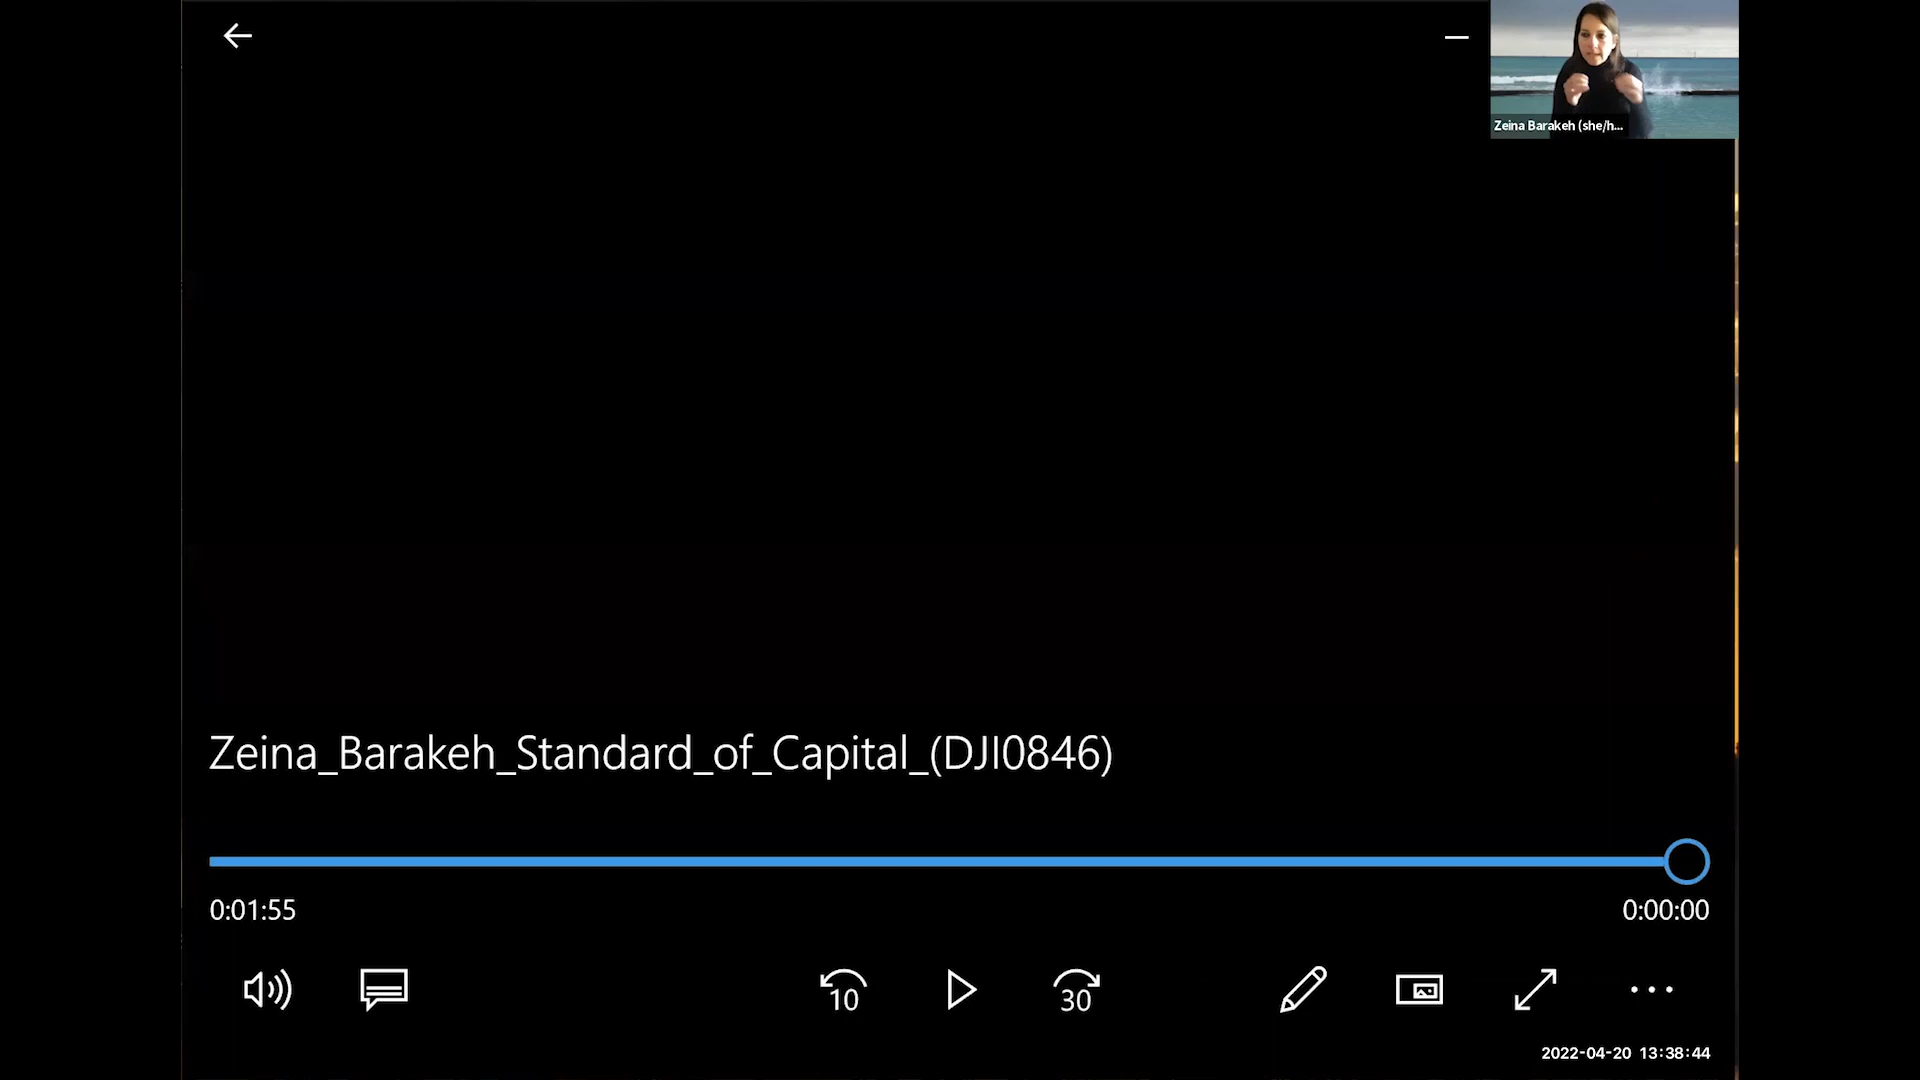 Zeina Barakeh (she/h...
Zeina_Barakeh_Standard_of_Capital_(DJI0846)
0:01:55
0:00:00
10
30
2022-04-20 13:38:44